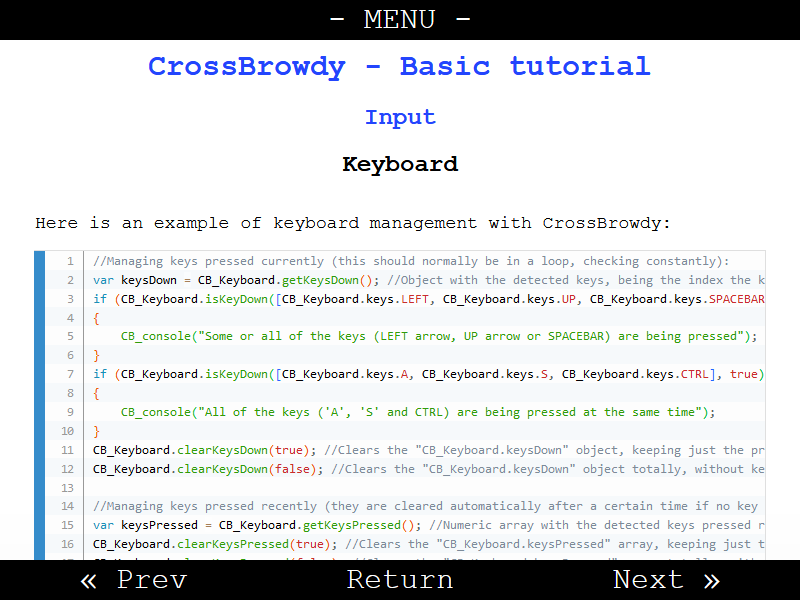 - MENU -
CrossBrowdy - Basic tutorial
Input
Keyboard
Here is an example of keyboard management with CrossBrowdy:
1 //Managing keys pressed currently (this should normally be in a loop, checking constantly):
2 var keysDown = CB_Keyboard.getKeysDown(); //Object with the detected keys, being the index the k
3 if (CB_Keyboard.isKeyDown([CB_Keyboard.keys.LEFT, CB_Keyboard.keys.UP, CB_Keyboard.keys.SPACEBAR
4 {
5 CB_console("Some or all of the keys (LEFT arrow, UP arrow or SPACEBAR) are being pressed");
6 }
7 if (CB_Keyboard.isKeyDown([CB_Keyboard.keys.A, CB_Keyboard.keys.S, CB_Keyboard.keys.CTRL], true)
8 {
9 CB_console("All of the keys ('A', 'S' and CTRL) are being pressed at the same time");
10 }
11 CB_Keyboard.clearKeysDown(true); //Clears the "CB_Keyboard.keysDown" object, keeping just the pr
12 CB_Keyboard.clearKeysDown(false); //Clears the "CB_Keyboard.keysDown" object totally, without ke
13
14 //Managing keys pressed recently (they are cleared automatically after a certain time if no key
15 var keysPressed = CB_Keyboard.getKeysPressed(); //Numeric array with the detected keys pressed r
16 CB_Keyboard.clearKeysPressed(true); //Clears the "CB_Keyboard.keysPressed" array, keeping just t
« Prev Return Next »